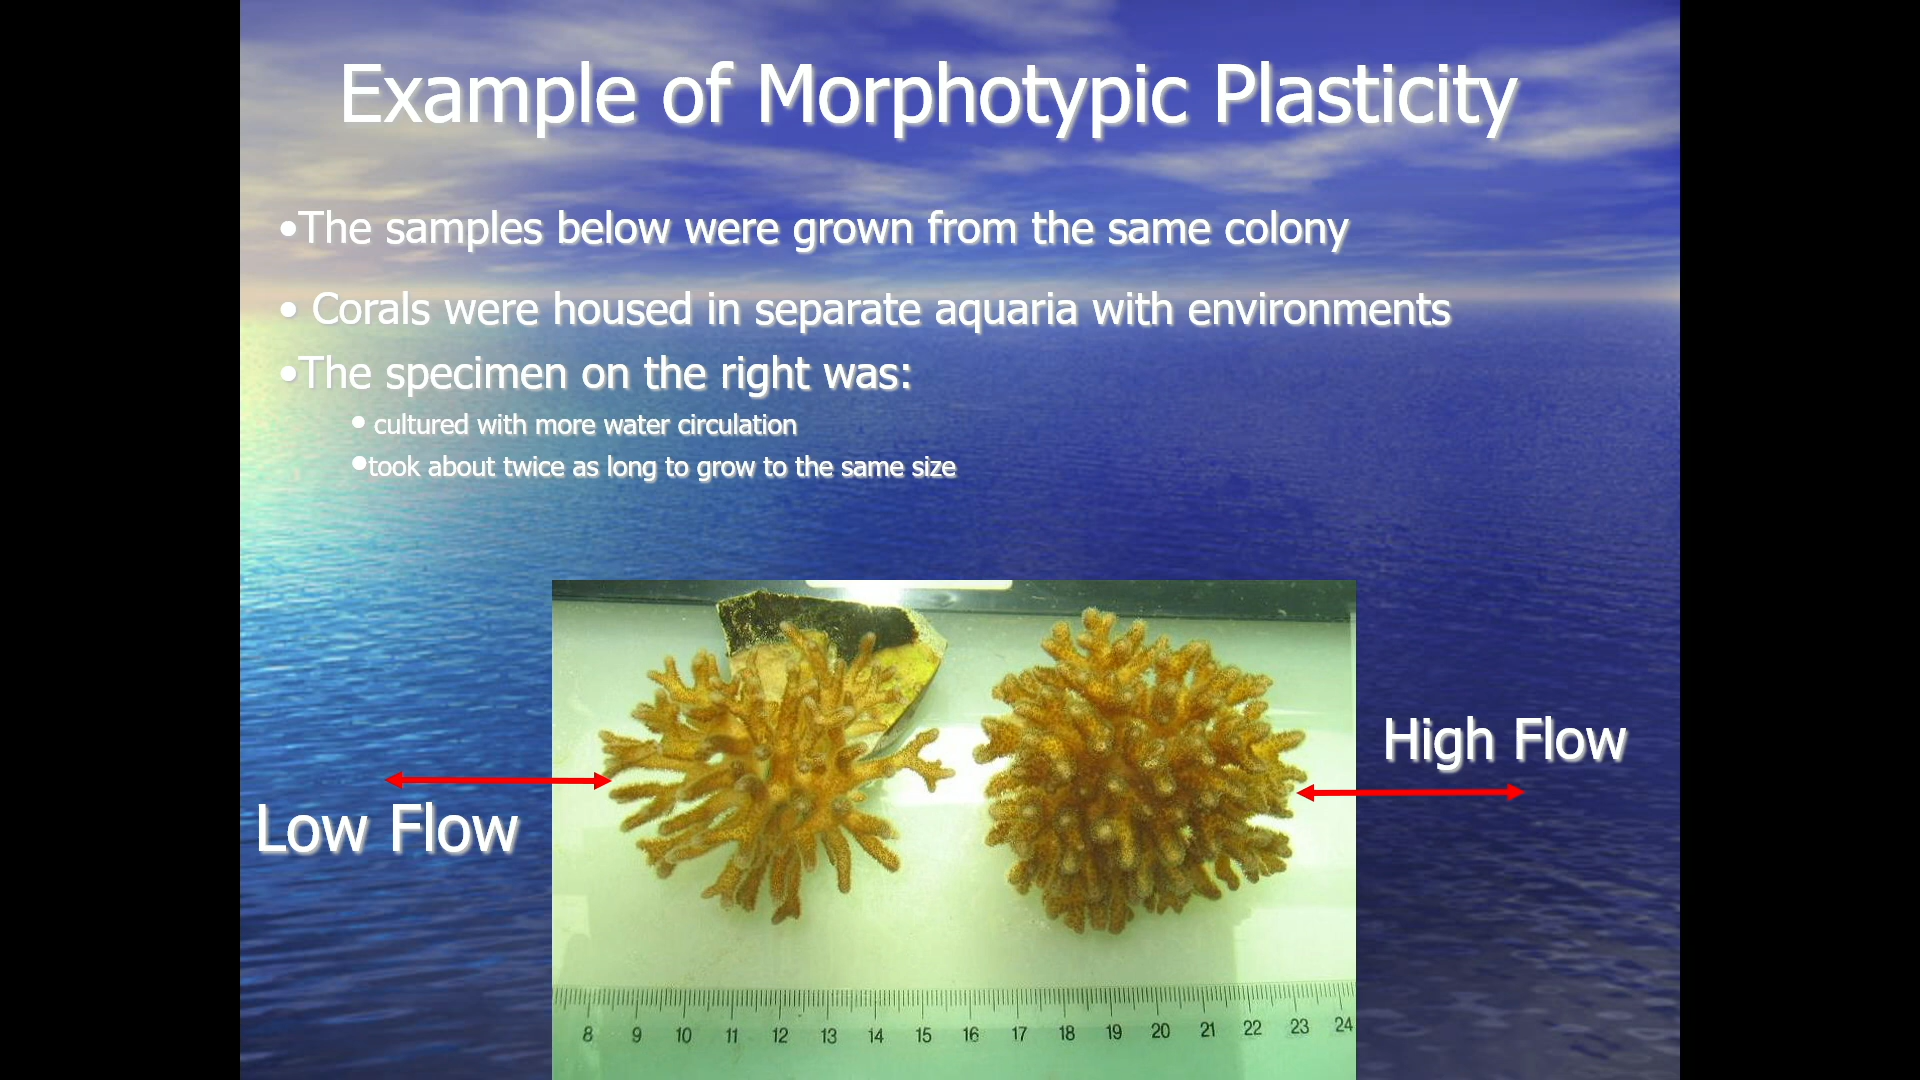 Example of Morphotypic Plasticity
•The samples below were grown from the same colony
• Corals were housed in separate aquaria with environments
•The specimen on the right was:
• cultured with more water circulation
•took about twice as long to grow to the same size
High Flow
Low Flow
8 9 10 11 12 13 14 15 16 17 18 19 20 21 22 23 24